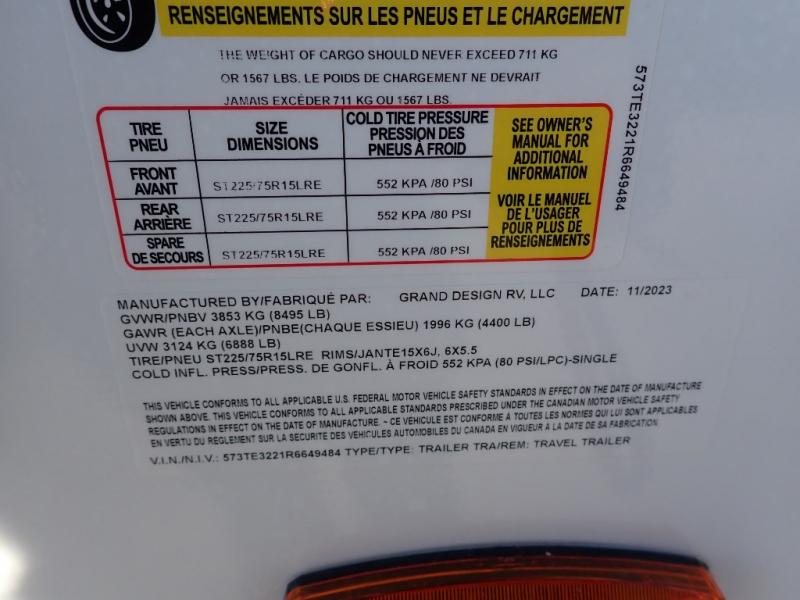 RENSEIGNEMENTS SUR LES PNEUS ET LE CHARGEMENT
THE WEIGHT OF CARGO SHOULD NEVER EXCEED 711 KG
OR 1567 LBS. LE POIDS DE CHARGEMENT NE DEVRAIT
JAMAIS EXCÉDER 711 KG OU 1567 LBS.
TIRE
PNEU
SIZE
DIMENSIONS
COLD TIRE PRESSURE
PRESSION DES
PNEUS À FROID
FRONT
AVANT
ST225/75R15LRE
552 KPA /80 PSI
REAR
ARRIÈRE
ST225/75R15LRE
552 KPA /80 PSI
SPARE
DE SECOURS
ST225/75R15LRE
552 KPA /80 PSI
SEE OWNER'S
MANUAL FOR
ADDITIONAL
INFORMATION
VOIR LE MANUEL
DE L'USAGER
POUR PLUS DE
RENSEIGNEMENTS
573TE3221R6649484
MANUFACTURED BY/FABRIQUÉ PAR: GRAND DESIGN RV, LLC DATE: 11/2023
GVWR/PNBV 3853 KG (8495 LB)
GAWR (EACH AXLE)/PNBE(CHAQUE ESSIEU) 1996 KG (4400 LB)
UVW 3124 KG (6888 LB)
TIRE/PNEU ST225/75R15LRE RIMS/JANTE15X6J, 6X5.5
COLD INFL. PRESS/PRESS. DE GONFL. À FROID 552 KPA (80 PSI/LPC)-SINGLE
THIS VEHICLE CONFORMS TO ALL APPLICABLE U.S. FEDERAL MOTOR VEHICLE SAFETY STANDARDS IN EFFECT ON THE DATE OF MANUFACTURE
SHOWN ABOVE. THIS VEHICLE CONFORMS TO ALL APPLICABLE STANDARDS PRESCRIBED UNDER THE CANADIAN MOTOR VEHICLE SAFETY
REGULATIONS IN EFFECT ON THE DATE OF MANUFACTURE. ~ CE VÉHICULE EST CONFORME À TOUTES LES NORMES QUI LUI SONT APPLICABLES
EN VERTU DU RÈGLEMENT SUR LA SÉCURITÉ DES VÉHICULES AUTOMOBILES DU CANADA EN VIGUEUR À LA DATE DE SA FABRICATION.
V.I.N./N.I.V.: 573TE3221R6649484 TYPE/TYPE: TRAILER TRA/REM: TRAVEL TRAILER